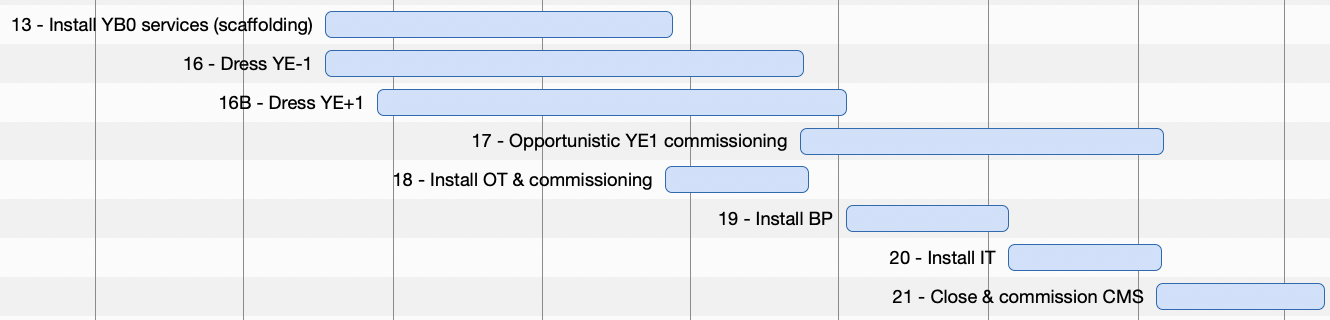 13 - Install YB0 services (scaffolding)
16 - Dress YE-1
16B - Dress YE+1
17 - Opportunistic YE1 commissioning
18 - Install OT & commissioning
19 - Install BP
20 - Install IT
21 - Close & commission CMS